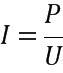 I = P/U